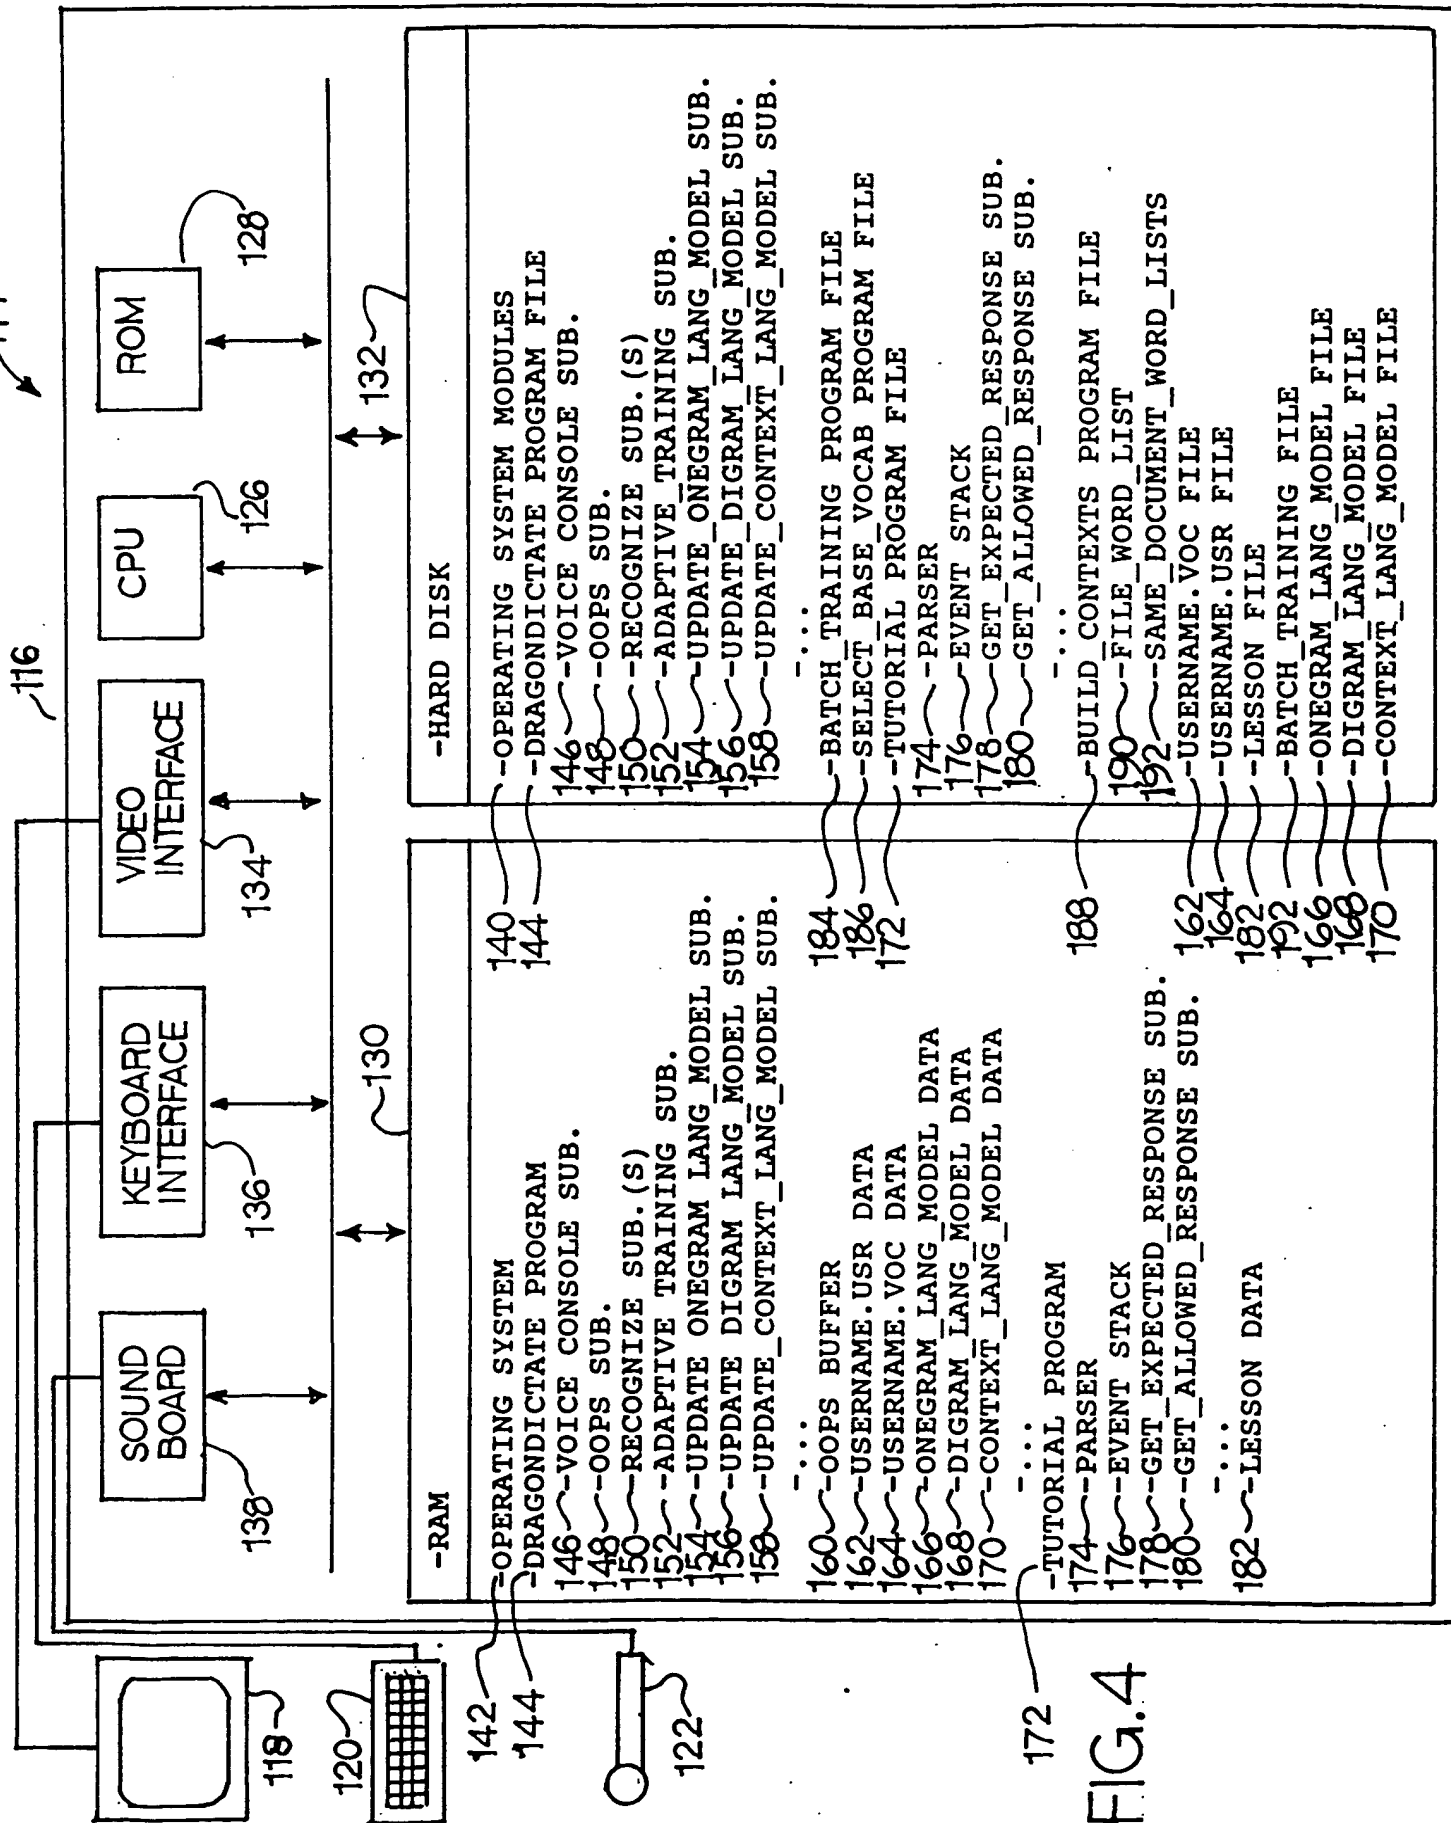 116
SOUND
BOARD
138
KEYBOARD
INTERFACE
136
VIDEO
INTERFACE
134
CPU
126
ROM
128
118
120
122
130
-RAM
142 -OPERATING SYSTEM
144 -DRAGONDICTATE PROGRAM
146 -VOICE CONSOLE SUB.
148 -OOPS SUB.
150 -RECOGNIZE SUB.(S)
152 -ADAPTIVE TRAINING SUB.
154 -UPDATE ONEGRAM LANG_MODEL SUB.
156 -UPDATE DIGRAM LANG_MODEL SUB.
158 -UPDATE_CONTEXT_LANG_MODEL SUB.
-...
160 -OOPS BUFFER
162 -USERNAME.USR DATA
164 -USERNAME.VOC DATA
166 -ONEGRAM_LANG_MODEL DATA
168 -DIGRAM_LANG_MODEL DATA
170 -CONTEXT_LANG_MODEL DATA
-...
172 -TUTORIAL PROGRAM
174 -PARSER
176 -EVENT STACK
178 -GET_EXPECTED_RESPONSE SUB.
180 -GET_ALLOWED_RESPONSE SUB.
-...
182 -LESSON DATA
132
-HARD DISK
140 -OPERATING SYSTEM MODULES
144 -DRAGONDICTATE PROGRAM FILE
146 -VOICE CONSOLE SUB.
148 -OOPS SUB.
150 -RECOGNIZE SUB.(S)
152 -ADAPTIVE_TRAINING SUB.
154 -UPDATE_ONEGRAM_LANG_MODEL SUB.
156 -UPDATE_DIGRAM_LANG_MODEL SUB.
158 -UPDATE_CONTEXT_LANG_MODEL SUB.
-...
184 -BATCH_TRAINING PROGRAM FILE
186 -SELECT_BASE_VOCAB PROGRAM FILE
172 -TUTORIAL PROGRAM FILE
174 -PARSER
176 -EVENT STACK
178 -GET_EXPECTED_RESPONSE SUB.
180 -GET_ALLOWED_RESPONSE SUB.
-...
188 -BUILD_CONTEXTS PROGRAM FILE
190 -FILE_WORD_LIST
192 -SAME_DOCUMENT_WORD_LISTS
162 -USERNAME.VOC FILE
164 -USERNAME.USR FILE
182 -LESSON FILE
192 -BATCH_TRAINING FILE
166 -ONEGRAM_LANG_MODEL FILE
168 -DIGRAM_LANG_MODEL FILE
170 -CONTEXT_LANG_MODEL FILE
FIG.4